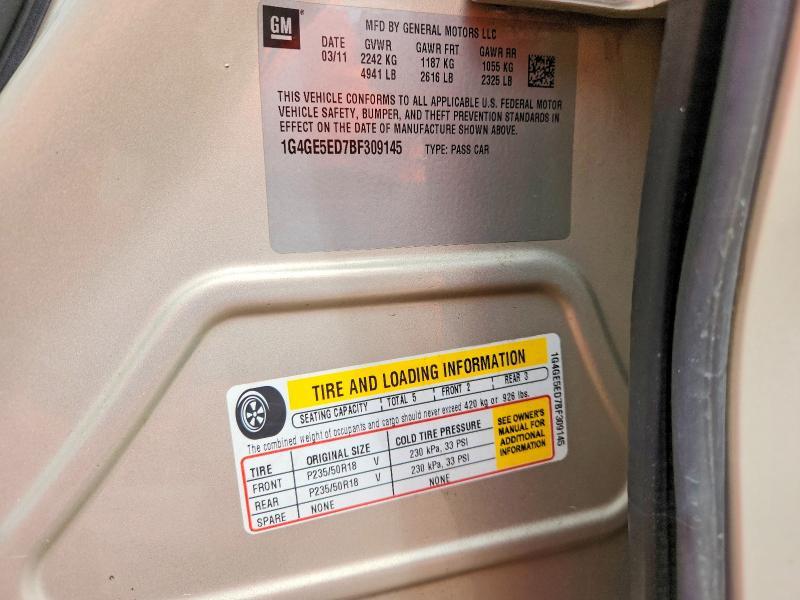 GM
MFD BY GENERAL MOTORS LLC
DATE GVWR GAWR FRT GAWR RR
03/11 2242 KG 1187 KG 1055 KG
4941 LB 2616 LB 2325 LB
THIS VEHICLE CONFORMS TO ALL APPLICABLE U.S. FEDERAL MOTOR
VEHICLE SAFETY, BUMPER, AND THEFT PREVENTION STANDARDS IN
EFFECT ON THE DATE OF MANUFACTURE SHOWN ABOVE.
1G4GE5ED7BF309145 TYPE: PASS CAR
TIRE AND LOADING INFORMATION
SEATING CAPACITY TOTAL 5 FRONT 2 REAR 3
The combined weight of occupants and cargo should never exceed 420 kg or 926 lbs.
TIRE ORIGINAL SIZE COLD TIRE PRESSURE
FRONT P235/50R18 V 230 kPa, 33 PSI
REAR P235/50R18 V 230 kPa, 33 PSI
SPARE NONE NONE
SEE OWNER'S
MANUAL FOR
ADDITIONAL
INFORMATION
1G4GE5ED7BF309145